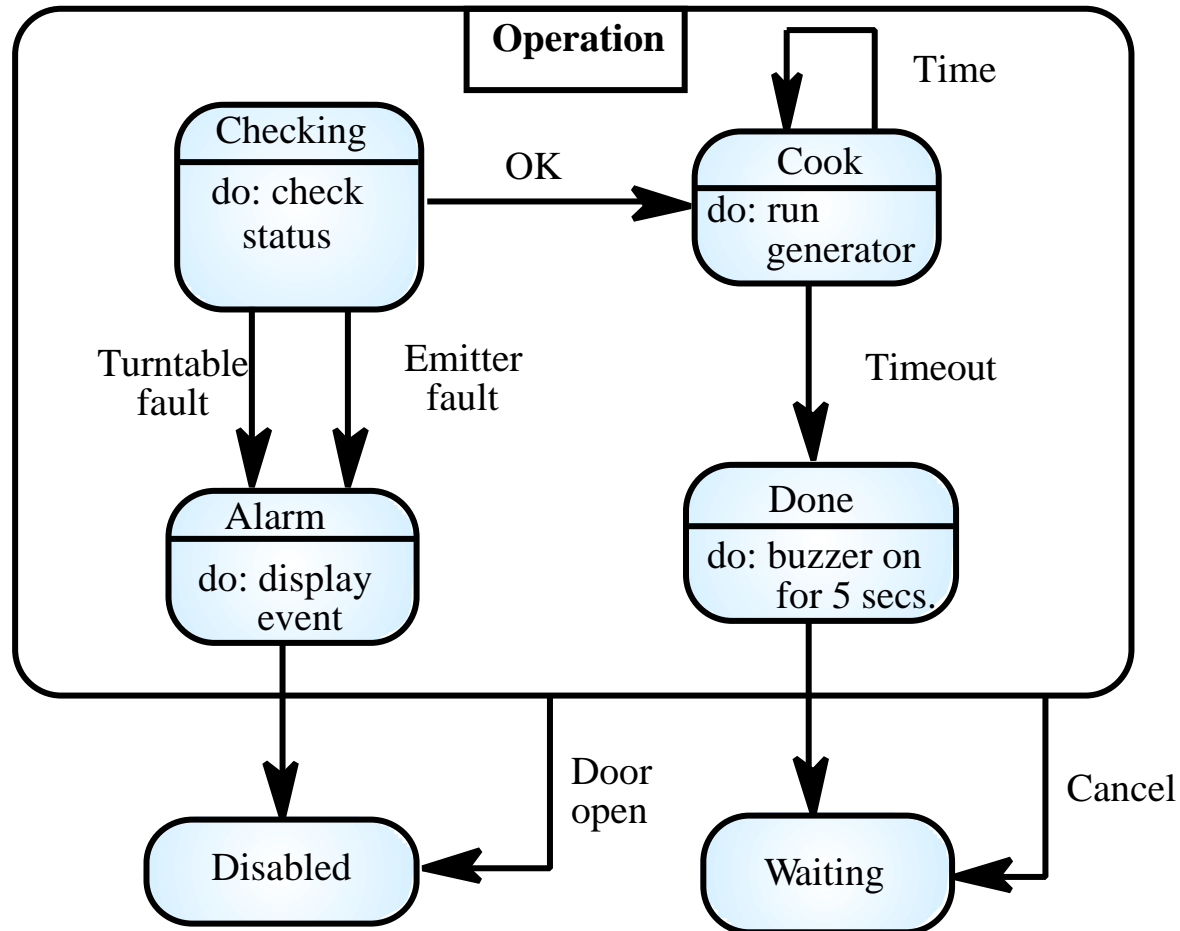 Operation
Time
Checking
do: check
status
OK
Cook
do: run
generator
Turntable
fault
Emitter
fault
Timeout
Alarm
do: display
event
Done
do: buzzer on
for 5 secs.
Door
open
Cancel
Disabled
Waiting